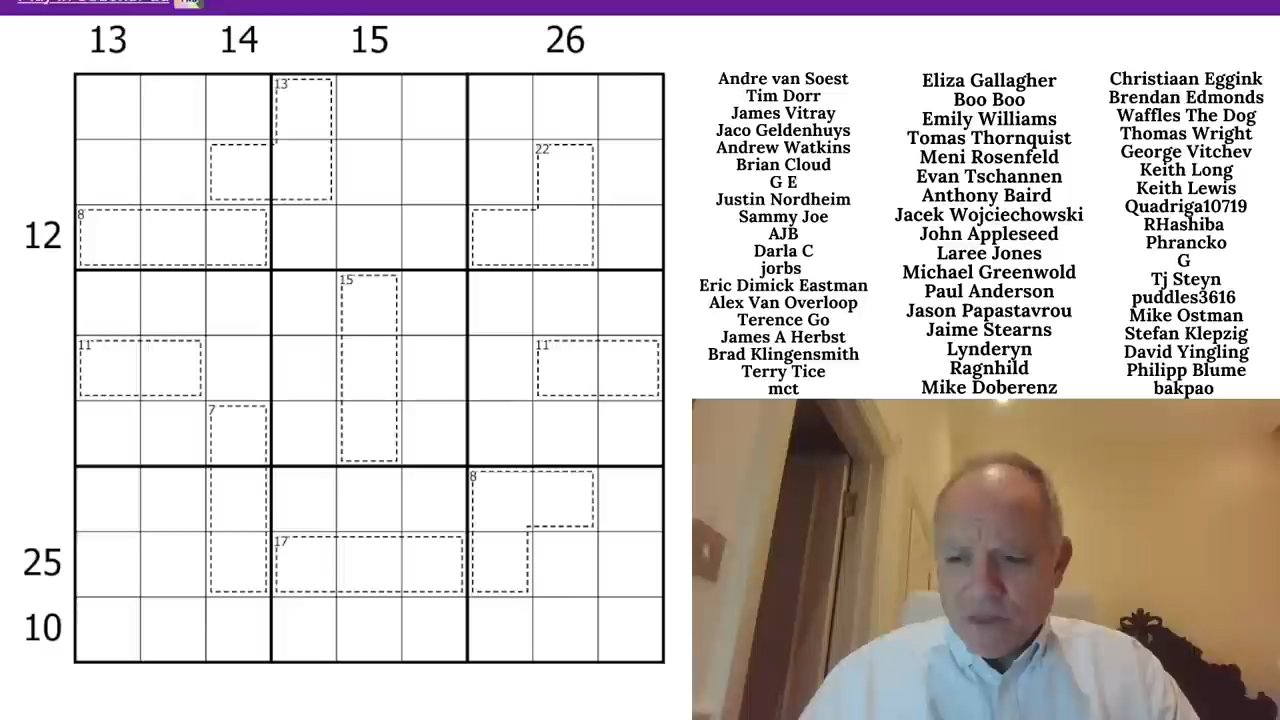 13 14 15 26
13
22
8
12
15
11 11
7
8
17
25
10
Andre van Soest
Tim Dorr
James Vitray
Jaco Geldenhuys
Andrew Watkins
Brian Cloud
G E
Justin Nordheim
Sammy Joe
AJB
Darla C
jorbs
Eric Dimick Eastman
Alex Van Overloop
Terence Go
James A Herbst
Brad Klingensmith
Terry Tice
mct
Eliza Gallagher
Boo Boo
Emily Williams
Tomas Thornquist
Meni Rosenfeld
Evan Tschannen
Anthony Baird
Jacek Wojciechowski
John Appleseed
Laree Jones
Michael Greenwold
Paul Anderson
Jason Papastavrou
Jaime Stearns
Lynderyn
Ragnhild
Mike Doberenz
Christiaan Eggink
Brendan Edmonds
Waffles The Dog
Thomas Wright
George Vitchev
Keith Long
Keith Lewis
Quadriga10719
RHashiba
Phrancko
G
Tj Steyn
puddles3616
Mike Ostman
Stefan Klepzig
David Yingling
Philipp Blume
bakpao